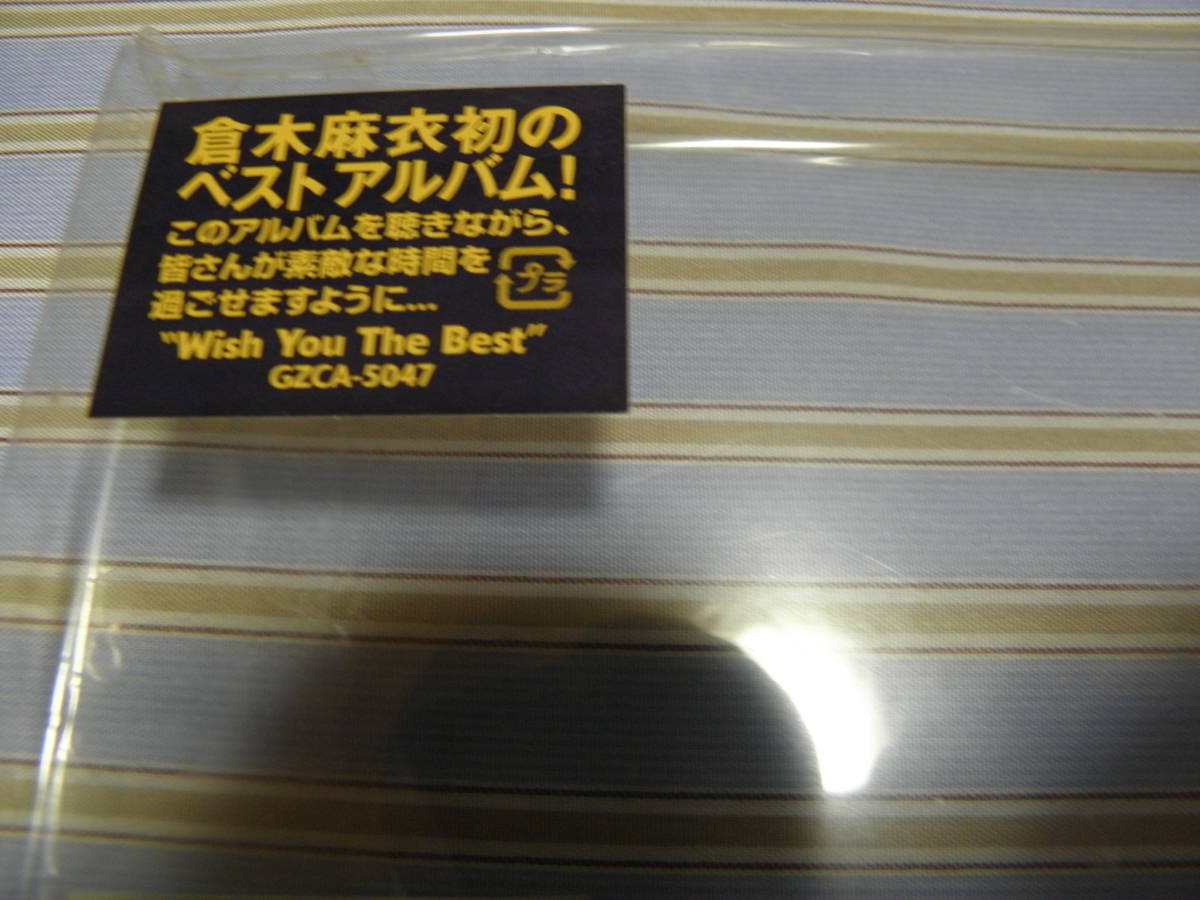 倉木麻衣初の
ベストアルバム!
このアルバムを聴きながら、
皆さんが素敵な時間を
過ごせますように…
プラ
"Wish You The Best"
GZCA-5047